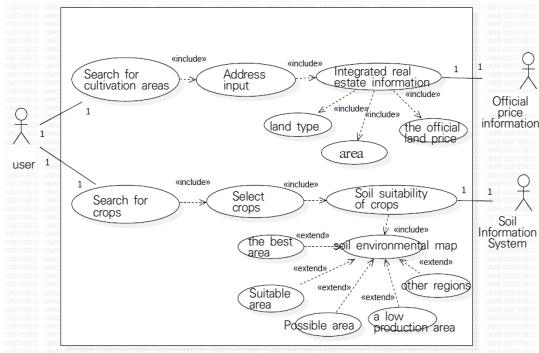 «include»
«include»
Search for
cultivation areas
Address
input
Integrated real
estate information
1
1
Official
price
information
«include»
«include»
«include»
land type
area
the official
land price
1
1
user
1
1
«include»
«include»
Search for
crops
Select
crops
Soil suitability
of crops
1
1
Soil
Information
System
«include»
the best
area
«extend»
soil environmental map
«extend»
«extend»
other regions
Suitable
area
«extend»
«extend»
Possible area
a low
production area